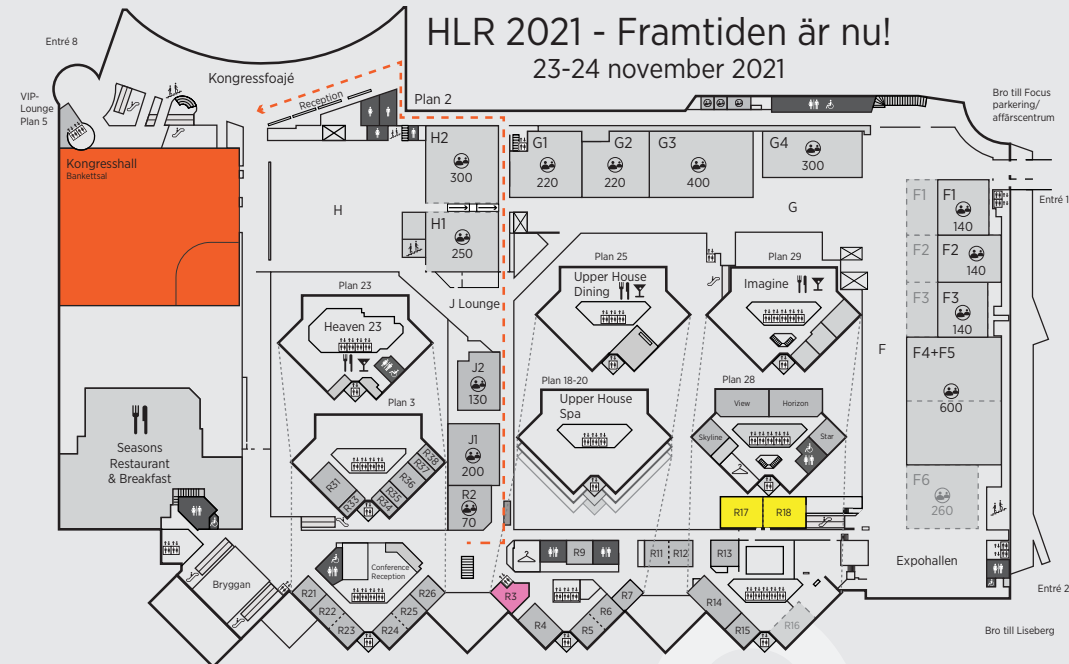 HLR 2021 - Framtiden är nu!
23-24 november 2021
Entré 8
Kongressfoajé
VIP-
Lounge
Plan 5
Reception
Plan 2
Bro till Focus
parkering/
affärscentrum
Kongresshall
Bankettsal
H2
300
G1
220
G2
220
G3
400
G4
300
H
H1
250
G
F1
F1
140
Entré 1
F2
F2
140
F3
F3
140
Plan 23
J Lounge
Plan 25
Upper House
Dining
Plan 29
Imagine
Heaven 23
F
F4+F5
600
J2
130
Plan 3
Plan 18-20
Upper House
Spa
Plan 28
View
Horizon
Skyline
Star
Seasons
Restaurant
& Breakfast
J1
200
R31
R33
R34
R35
R36
R37
R38
R2
70
R17
R18
F6
260
Expohallen
Bryggan
Conference
Reception
R9
R11
R12
R13
R21
R22
R23
R24
R25
R26
R3
R4
R5
R6
R7
R14
R15
R16
Entré 2
Bro till Liseberg